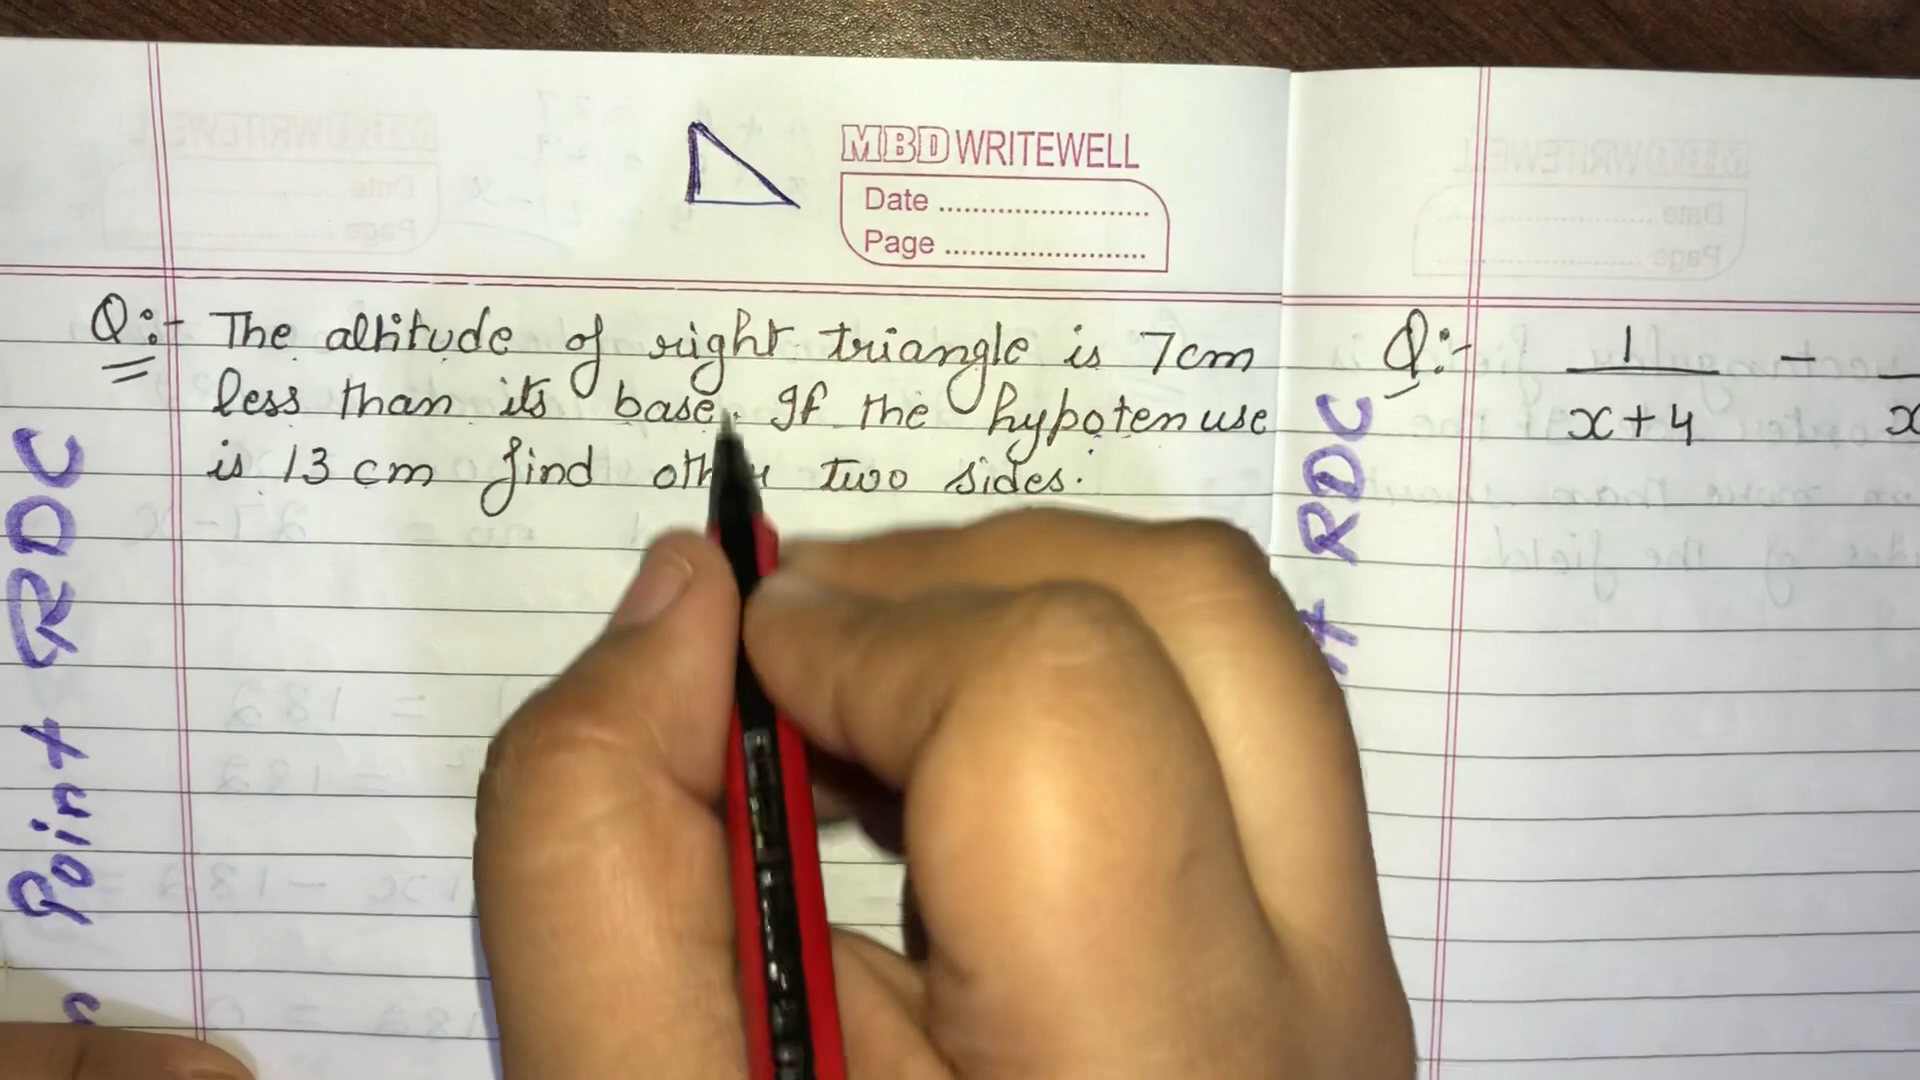 MBD WRITEWELL
Date ..........................
Page .........................
Q:- The altitude of right triangle is 7cm
less than its base. If the hypotenuse
is 13 cm find other two sides.
Q:- 1 -
x+4 x
Point RDC
RDC